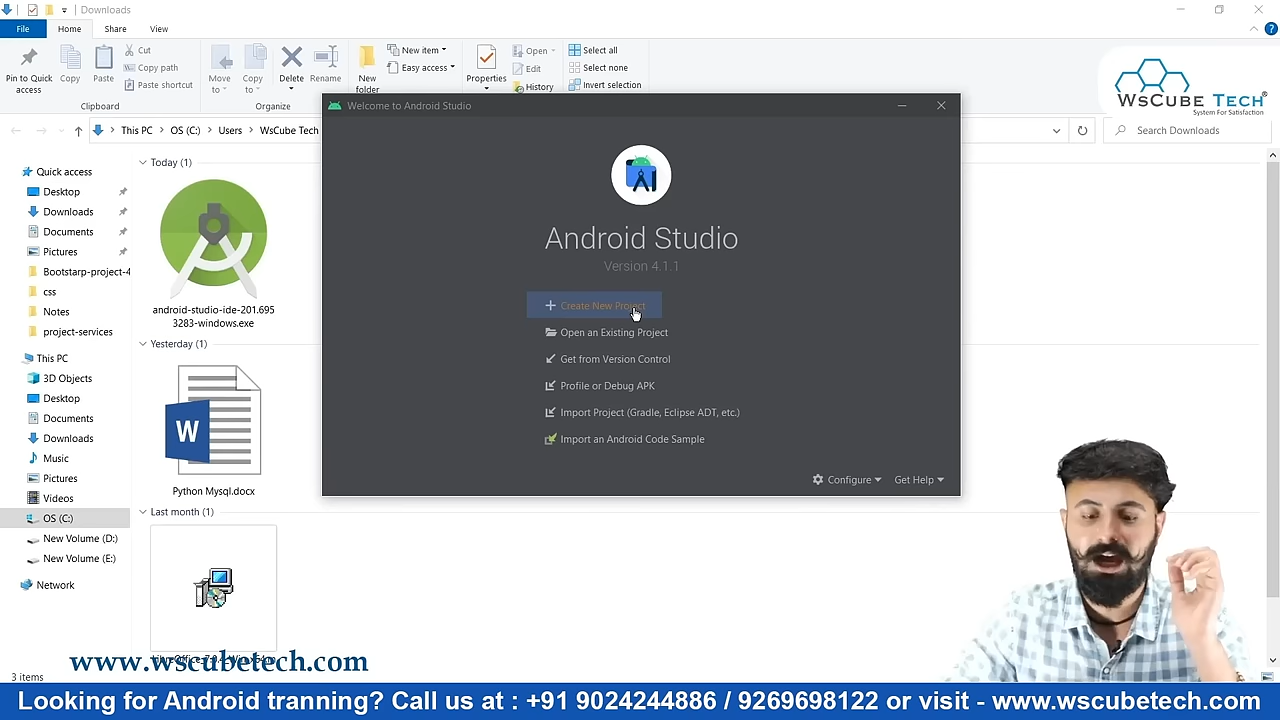 Downloads
File
Home
Share
View
Pin to Quick access
Copy
Paste
Cut
Copy path
Paste shortcut
Move to
Copy to
Delete
Rename
New folder
New item
Easy access
Properties
Open
Edit
History
Select all
Select none
Invert selection
Clipboard
Organize
WsCube Tech®
System For Satisfaction
This PC
OS (C:)
Users
WsCube Tech
Search Downloads
Quick access
Desktop
Downloads
Documents
Pictures
Bootstarp-project-4
css
Notes
project-services
This PC
3D Objects
Desktop
Documents
Downloads
Music
Pictures
Videos
OS (C:)
New Volume (D:)
New Volume (E:)
Network
3 items
Today (1)
android-studio-ide-201.695
3283-windows.exe
Yesterday (1)
W
Python Mysql.docx
Last month (1)
Welcome to Android Studio
Android Studio
Version 4.1.1
Create New Project
Open an Existing Project
Get from Version Control
Profile or Debug APK
Import Project (Gradle, Eclipse ADT, etc.)
Import an Android Code Sample
Configure
Get Help
www.wscubetech.com
Looking for Android tranning? Call us at : +91 9024244886 / 9269698122 or visit - www.wscubetech.com